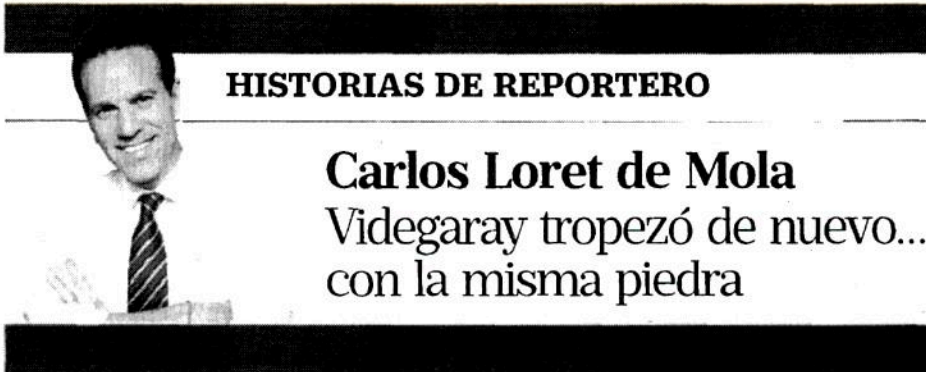 HISTORIAS DE REPORTERO
Carlos Loret de Mola
Videgaray tropezó de nuevo...
con la misma piedra